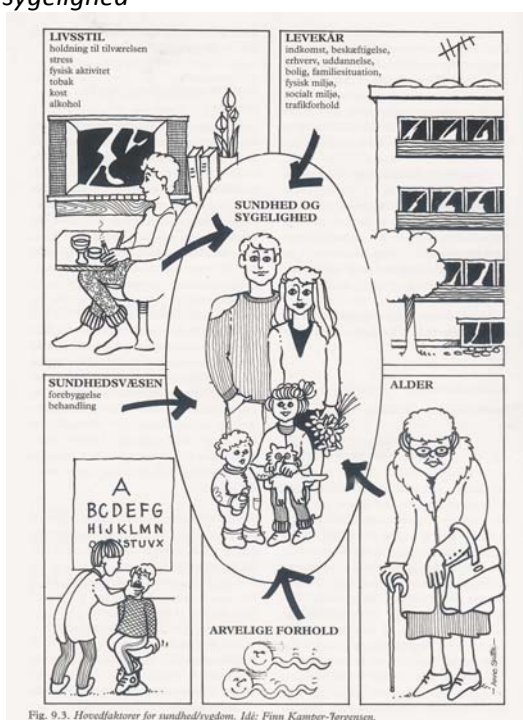 sygelighed
LIVSSTIL
holdning til tilværelsen
stress
fysisk aktivitet
tobak
kost
alkohol
LEVEKÅR
indkomst, beskæftigelse,
erhverv, uddannelse,
bolig, familiesituation,
fysisk miljø,
socialt miljø,
trafikforhold
SUNDHED OG
SYGELIGHED
SUNDHEDSVÆSEN
forebyggelse
behandling
ALDER
A
BCDEFG
HIJKLMN
STUVX
ARVELIGE FORHOLD
Fig. 9.3. Hovedfaktorer for sundhed/sygdom. Idé: Finn Kamper-Jørgensen.